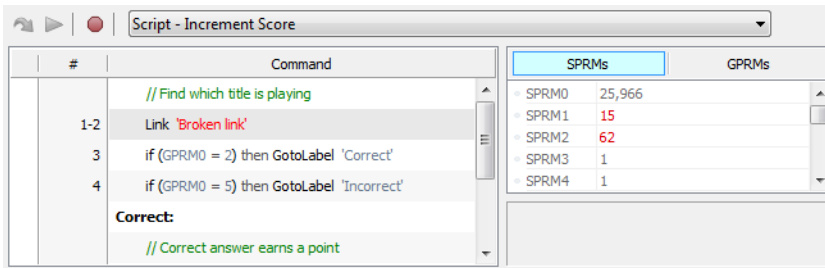 Script - Increment Score
# Command
// Find which title is playing
1-2 Link 'Broken link'
3 if (GPRM0 = 2) then GotoLabel 'Correct'
4 if (GPRM0 = 5) then GotoLabel 'Incorrect'
Correct:
// Correct answer earns a point
SPRMs GPRMs
SPRM0 25,966
SPRM1 15
SPRM2 62
SPRM3 1
SPRM4 1